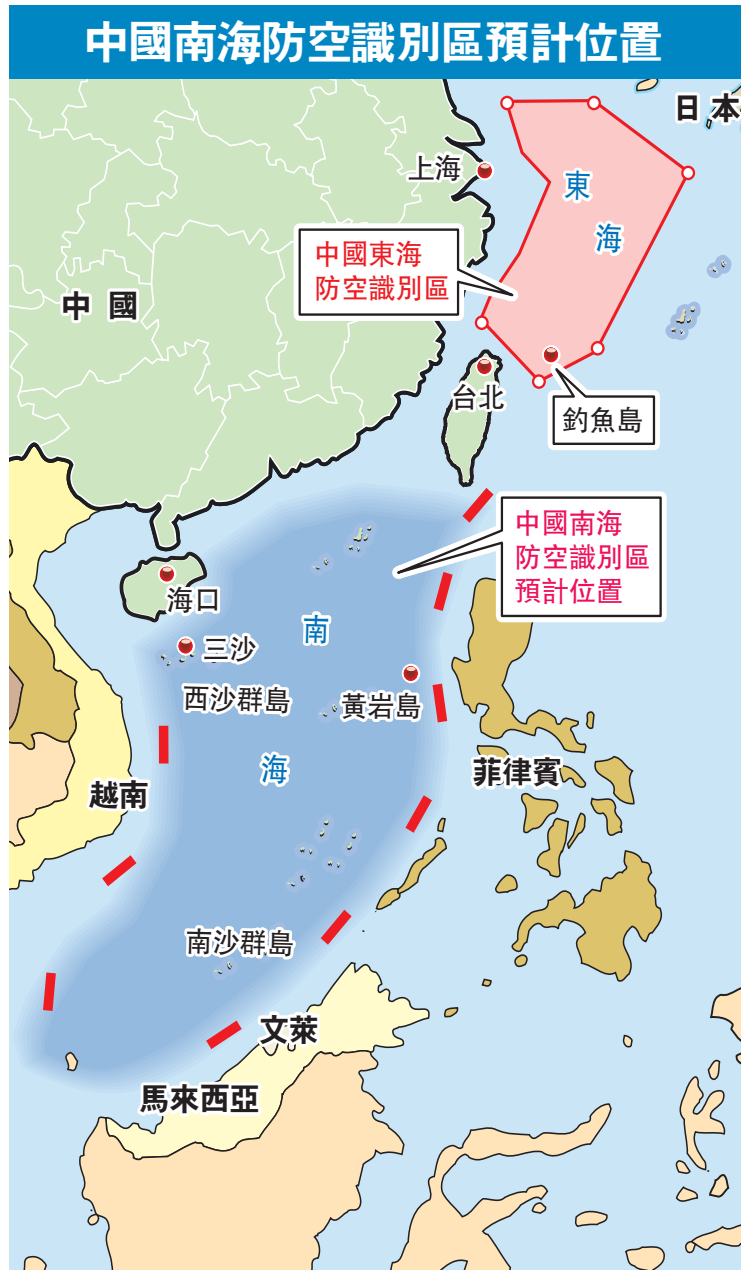 中國南海防空識別區預計位置
日本
上海
東海
中國東海
防空識別區
中國
台北
釣魚島
中國南海
防空識別區
預計位置
海口
南海
三沙
西沙群島
黃岩島
越南
菲律賓
南沙群島
文萊
馬來西亞